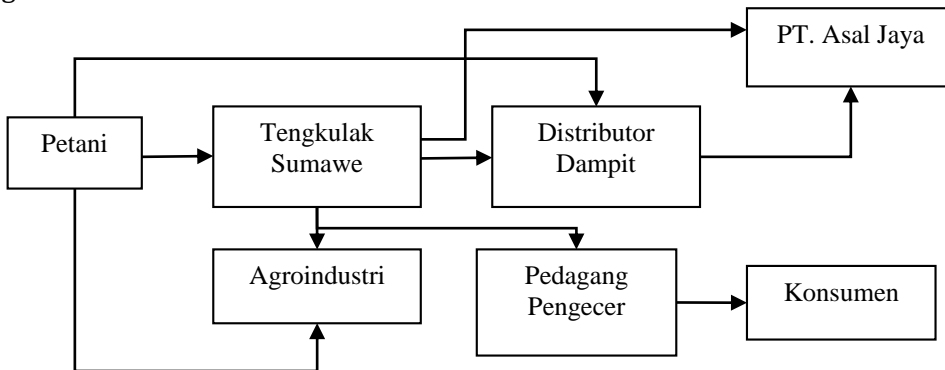 PT. Asal Jaya
Petani
Tengkulak
Sumawe
Distributor
Dampit
Agroindustri
Pedagang
Pengecer
Konsumen